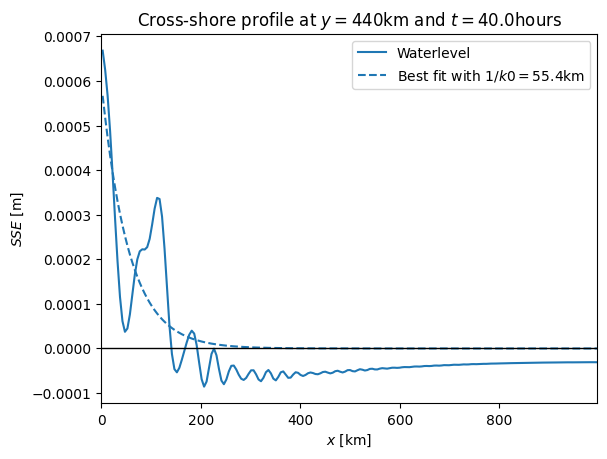 Cross-shore profile at y = 440km and t = 40.0hours
Waterlevel
Best fit with 1/k0 = 55.4km
SSE [m]
0.0007
0.0006
0.0005
0.0004
0.0003
0.0002
0.0001
0.0000
−0.0001
0 200 400 600 800
x [km]